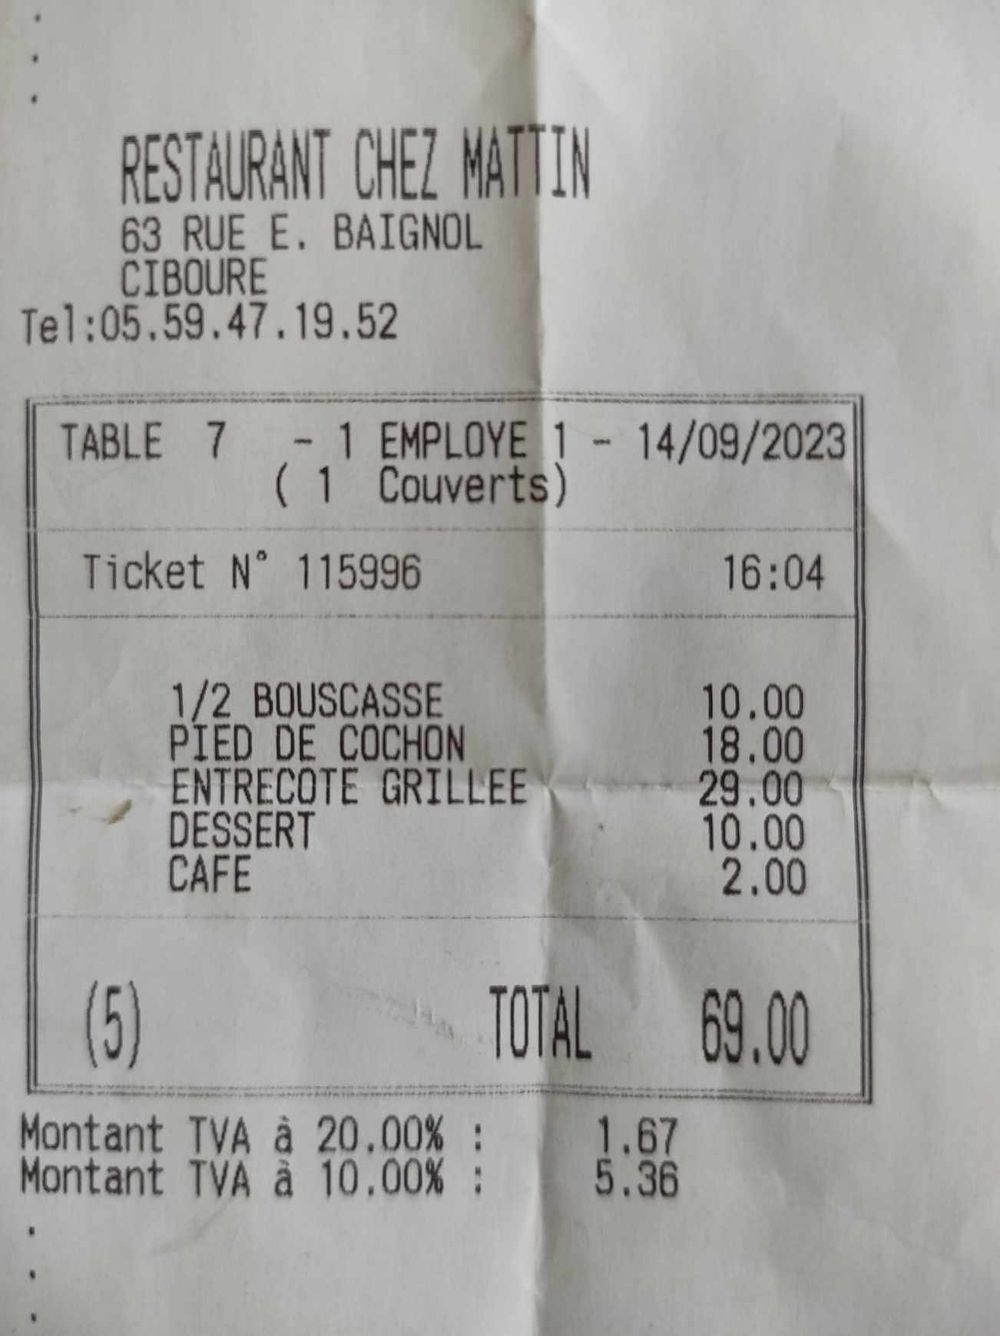 RESTAURANT CHEZ MATTIN
63 RUE E. BAIGNOL
CIBOURE
Tel:05.59.47.19.52
TABLE 7 - 1 EMPLOYE 1 - 14/09/2023
( 1 Couverts)
Ticket N° 115996 16:04
1/2 BOUSCASSE 10.00
PIED DE COCHON 18.00
ENTRECOTE GRILLEE 29.00
DESSERT 10.00
CAFE 2.00
(5) TOTAL 69.00
Montant TVA à 20.00% : 1.67
Montant TVA à 10.00% : 5.36